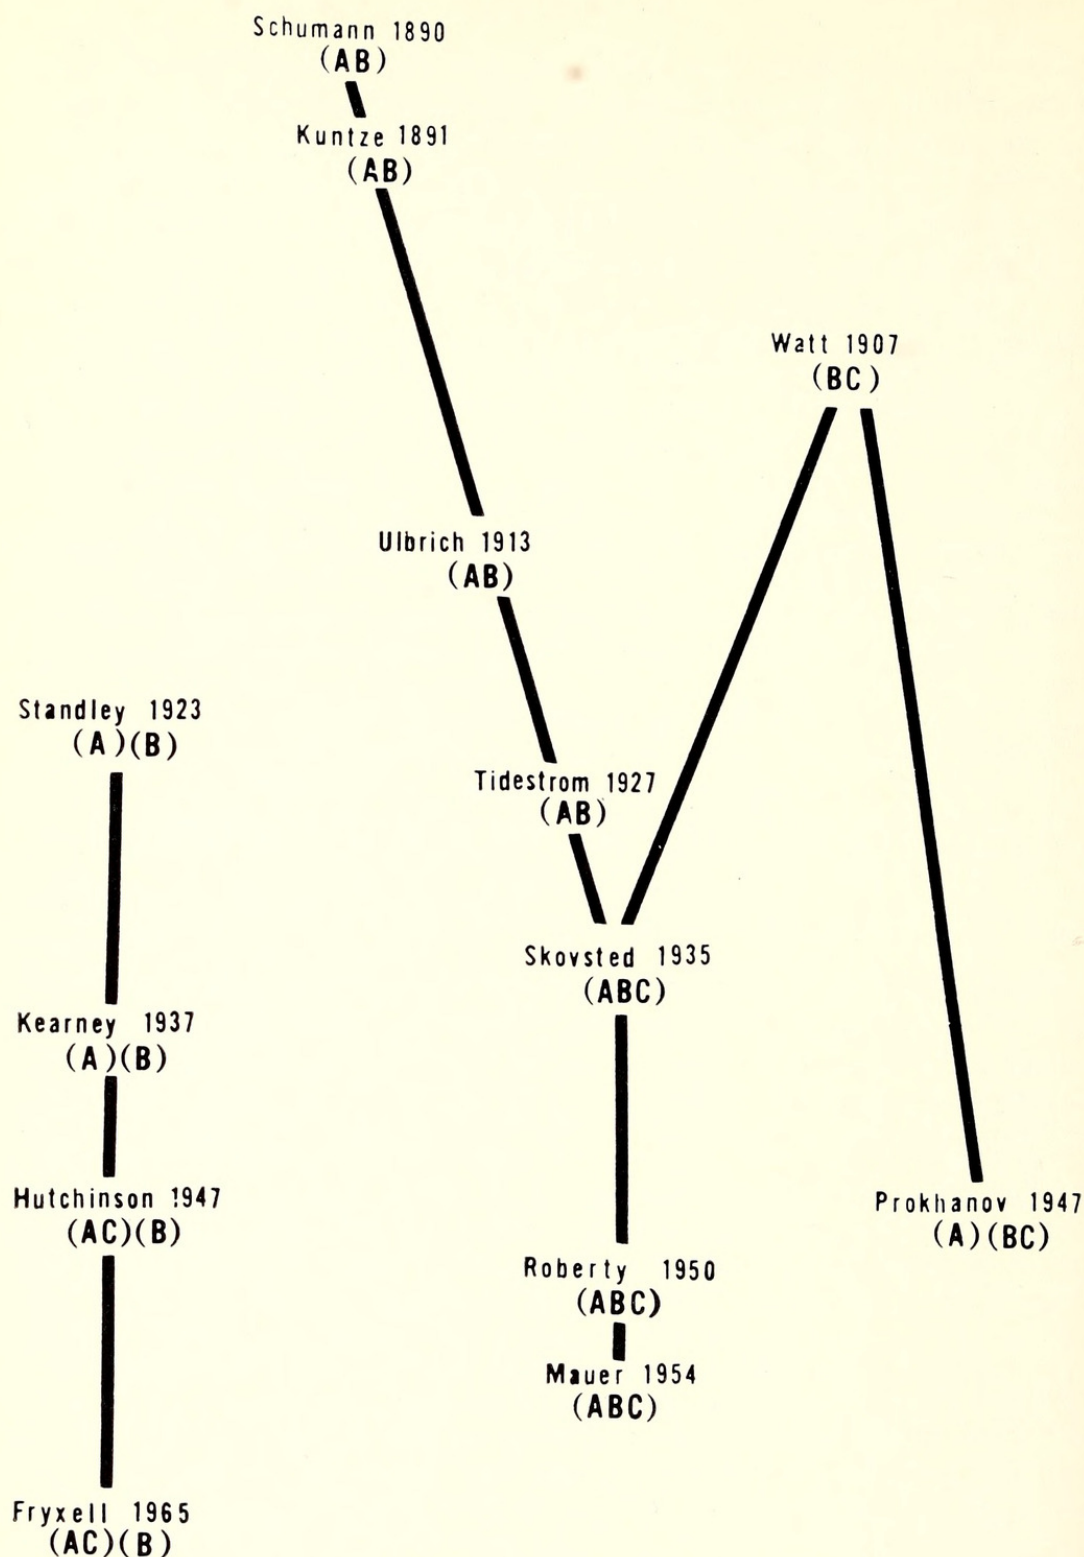 Schumann 1890
(AB)
Kuntze 1891
(AB)
Watt 1907
(BC)
Ulbrich 1913
(AB)
Standley 1923
(A)(B)
Tidestrom 1927
(AB)
Skovsted 1935
(ABC)
Kearney 1937
(A)(B)
Hutchinson 1947
(AC)(B)
Prokhanov 1947
(A)(BC)
Roberty 1950
(ABC)
Mauer 1954
(ABC)
Fryxell 1965
(AC)(B)